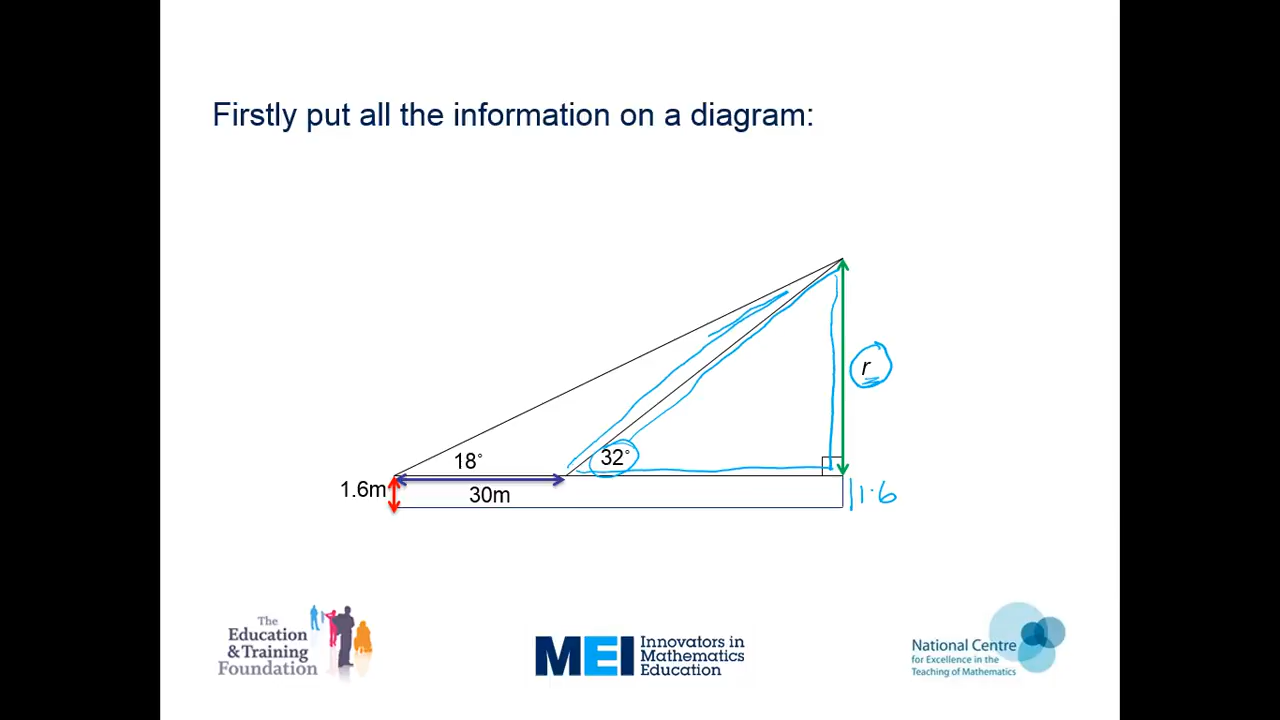 Firstly put all the information on a diagram:
r
18°
32°
1.6m
30m
1.6
The
Education
& Training
Foundation
MEI
Innovators in
Mathematics
Education
National Centre
for Excellence in the
Teaching of Mathematics